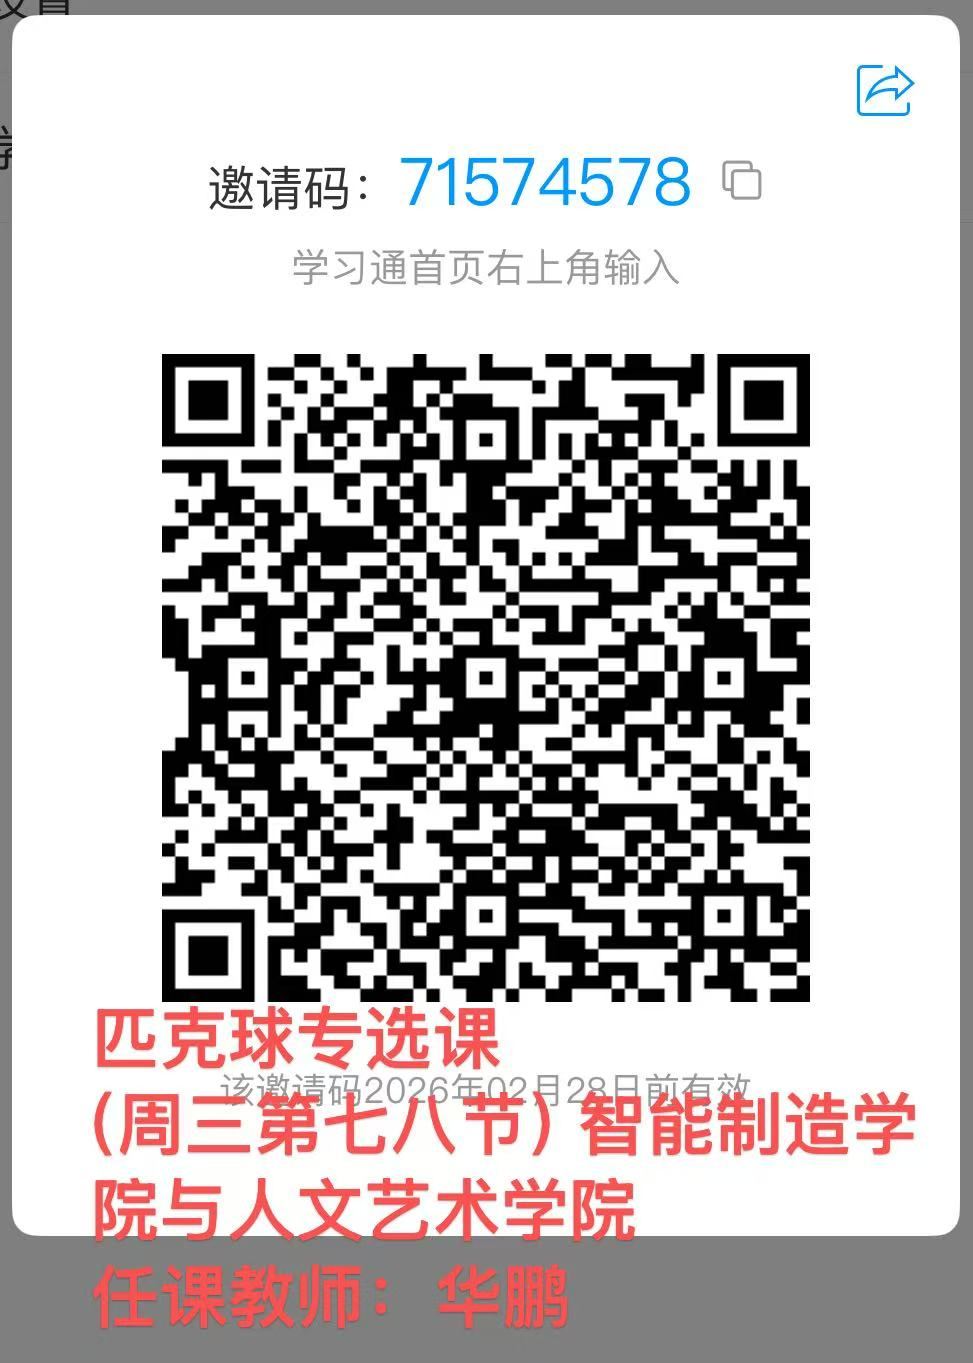 邀请码：71574578
学习通首页右上角输入
匹克球专选课
该邀请码2026年02月28日前有效
(周三第七八节) 智能制造学
院与人文艺术学院
任课教师：华鹏